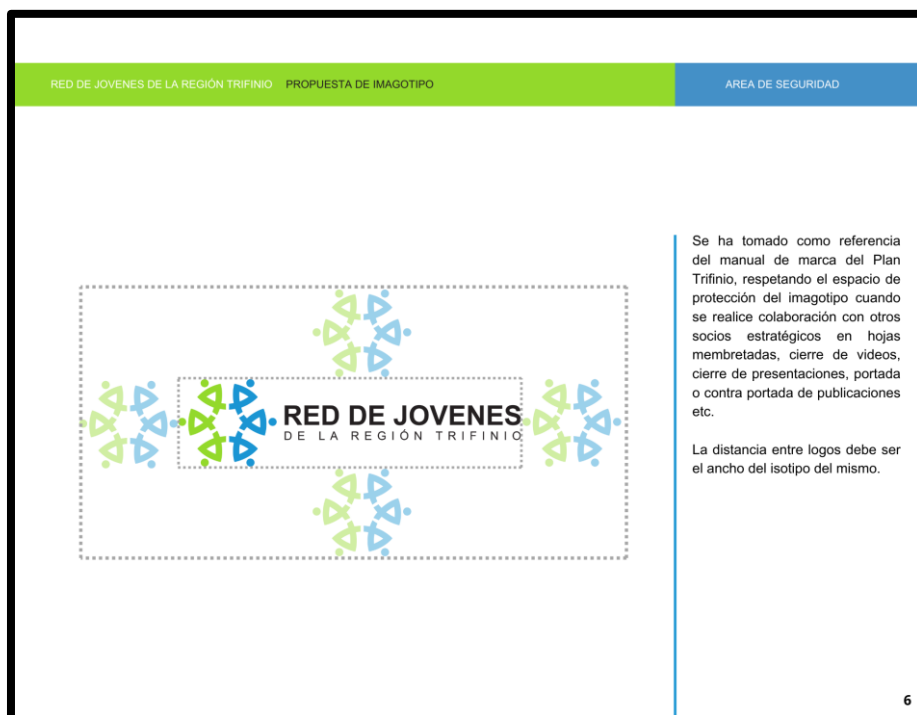 RED DE JOVENES DE LA REGIÓN TRIFINIO PROPUESTA DE IMAGOTIPO
AREA DE SEGURIDAD
RED DE JOVENES
DE LA REGIÓN TRIFINIO
Se ha tomado como referencia
del manual de marca del Plan
Trifinio, respetando el espacio de
protección del imagotipo cuando
se realice colaboración con otros
socios estratégicos en hojas
membretadas, cierre de videos,
cierre de presentaciones, portada
o contra portada de publicaciones
etc.
La distancia entre logos debe ser
el ancho del isotipo del mismo.
6